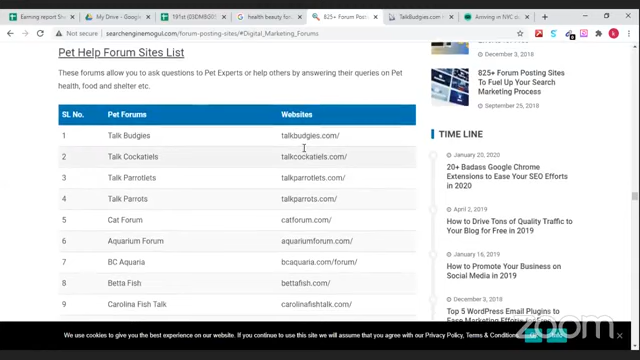 Earning report Sh
My Drive - Google
191st (03DMBG05
health beauty for
825+ Forum Posti
TalkBudgies.com
Arriving in NYC si
searchenginemogul.com/forum-posting-sites/#Digital_Marketing_Forums
Pet Help Forum Sites List
These forums allow you to ask questions to Pet Experts or help others by answering their queries on Pet
health, food and shelter etc.
SL No. Pet Forums Websites
1 Talk Budgies talkbudgies.com/
2 Talk Cockatiels talkcockatiels.com/
3 Talk Parrotlets talkparrotlets.com/
4 Talk Parrots talkparrots.com/
5 Cat Forum catforum.com/
6 Aquarium Forum aquariumforum.com/
7 BC Aquaria bcaquaria.com/forum/
8 Betta Fish bettafish.com/
9 Carolina Fish Talk carolinafishtalk.com/
December 3, 2018
825+ Forum Posting Sites
To Fuel Up Your Search
Marketing Process
September 25, 2018
TIME LINE
January 20, 2020
20+ Badass Google Chrome
Extensions to Ease Your SEO Efforts
in 2020
April 2, 2019
How to Drive Tons of Quality Traffic to
Your Blog for Free in 2019
January 16, 2019
How to Promote Your Business on
Social Media in 2019
December 3, 2018
Top 5 WordPress Email Plugins to
We use cookies to give you the best experience on our website. If you continue to use this site we will assume that you agree with our Privacy Policy, Terms & Conditions
zoom